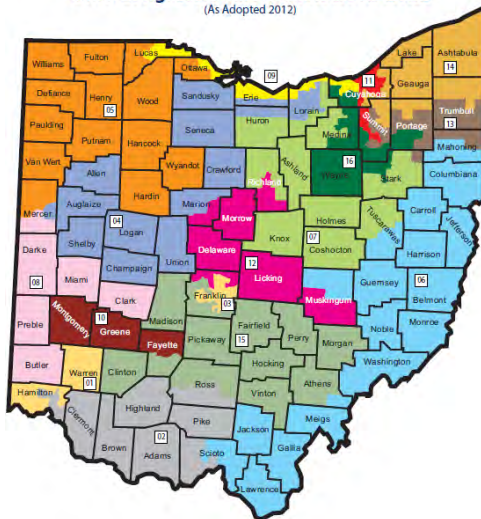 (As Adopted 2012)
Williams
Fulton
Lucas
Ottawa
Lake
Ashtabula
14
Defiance
Henry
Wood
Sandusky
Erie
09
11
Cuyahoga
Geauga
Trumbull
13
05
Paulding
Putnam
Hancock
Seneca
Huron
Lorain
Medina
Summit
Portage
Mahoning
Van Wert
Allen
Wyandot
Crawford
Richland
Ashland
Wayne
16
Stark
Columbiana
Mercer
Auglaize
Hardin
Marion
Morrow
Holmes
Tuscarawas
Carroll
Jefferson
04
Logan
Shelby
Union
Delaware
Knox
07
Coshocton
Harrison
Darke
08
Miami
Champaign
12
Licking
Guernsey
06
Belmont
Clark
Franklin
03
Muskingum
Noble
Monroe
Preble
Montgomery
10
Greene
Madison
Fairfield
Perry
Morgan
Fayette
Pickaway
15
Washington
Butler
Warren
01
Clinton
Hocking
Athens
Hamilton
Ross
Vinton
Clermont
Highland
Pike
Meigs
02
Jackson
Brown
Adams
Scioto
Gallia
Lawrence